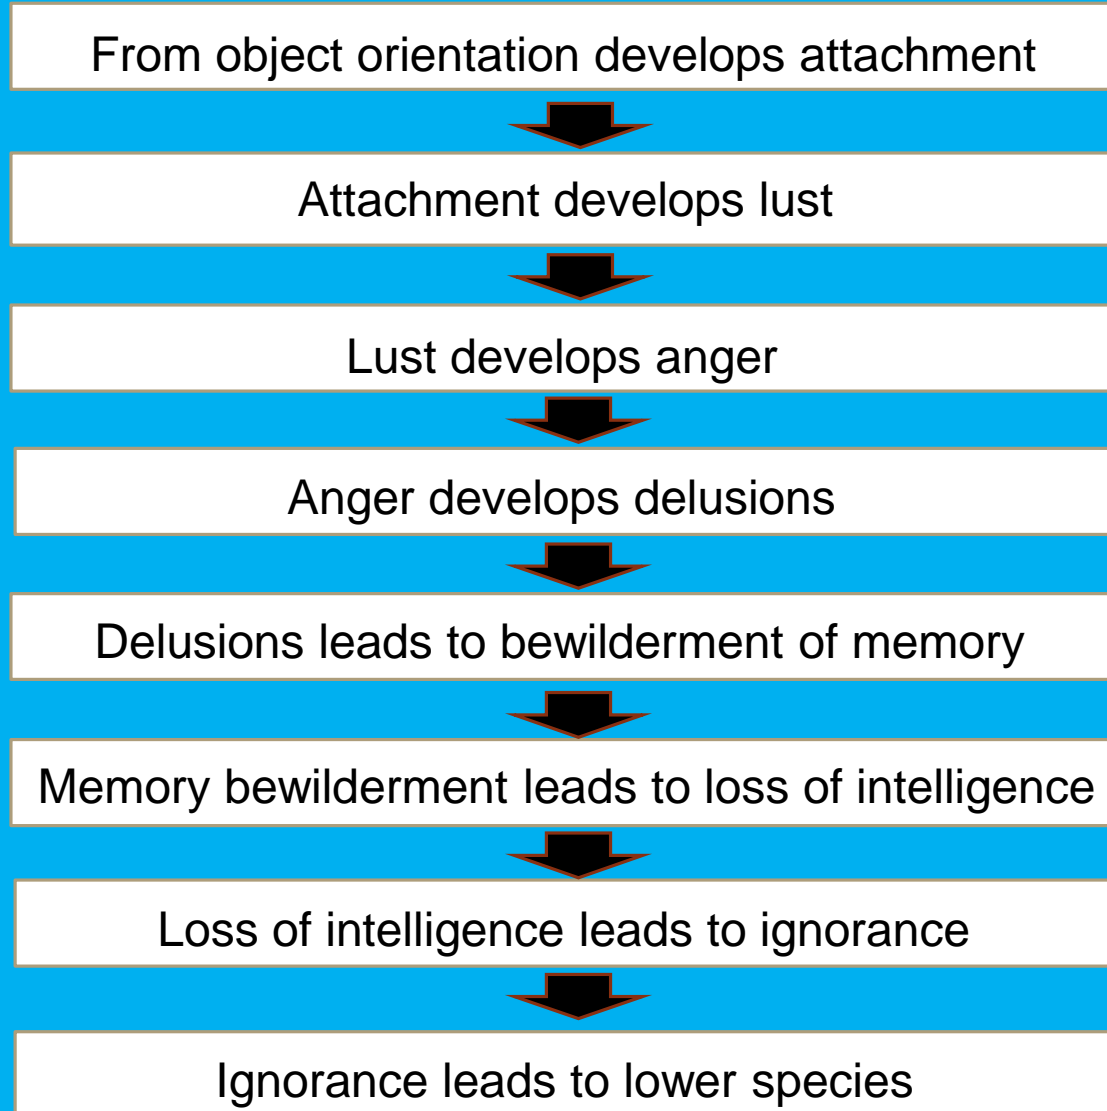 From object orientation develops attachment
Attachment develops lust
Lust develops anger
Anger develops delusions
Delusions leads to bewilderment of memory
Memory bewilderment leads to loss of intelligence
Loss of intelligence leads to ignorance
Ignorance leads to lower species